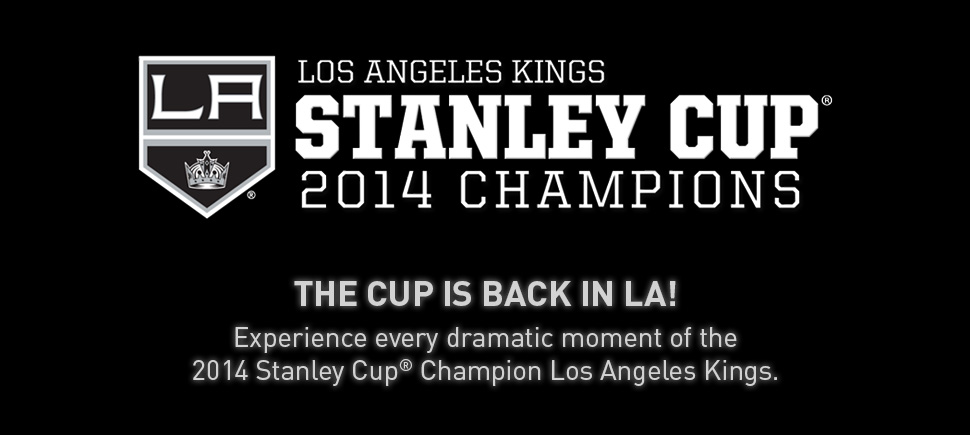 LA
LOS ANGELES KINGS
STANLEY CUP®
2014 CHAMPIONS
®
THE CUP IS BACK IN LA!
Experience every dramatic moment of the
2014 Stanley Cup® Champion Los Angeles Kings.